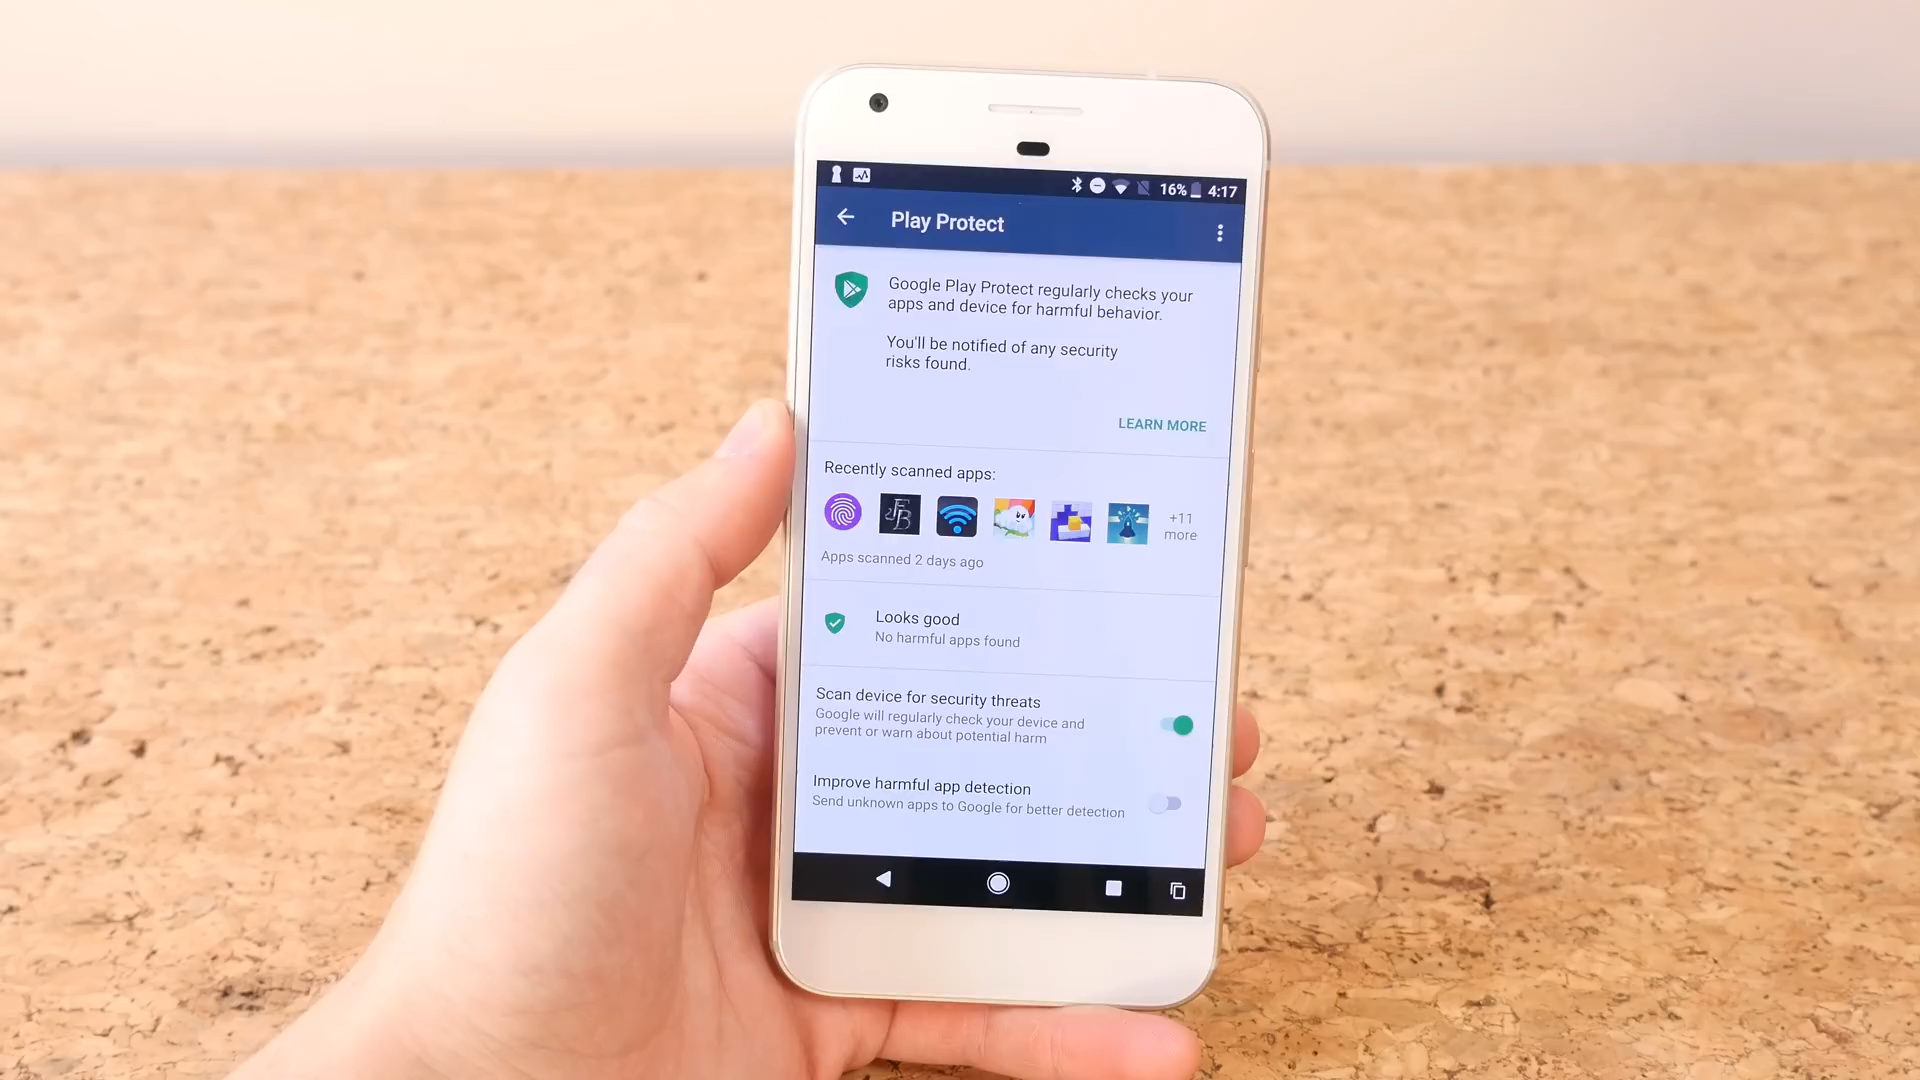 16% 4:17
Play Protect
Google Play Protect regularly checks your
apps and device for harmful behavior.
You'll be notified of any security
risks found.
LEARN MORE
Recently scanned apps:
+11
more
Apps scanned 2 days ago
Looks good
No harmful apps found
Scan device for security threats
Google will regularly check your device and
prevent or warn about potential harm
Improve harmful app detection
Send unknown apps to Google for better detection